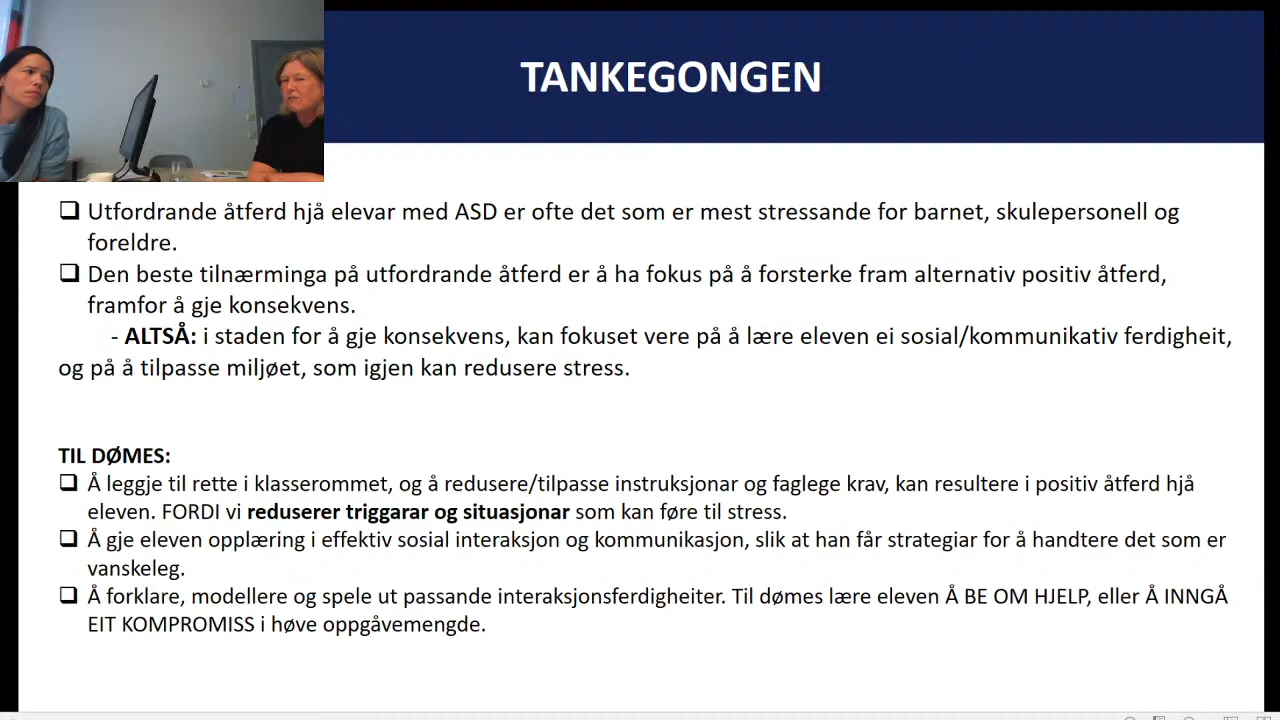 TANKEGONGEN
❑ Utfordrande åtferd hjå elevar med ASD er ofte det som er mest stressande for barnet, skulepersonell og
foreldre.
❑ Den beste tilnærminga på utfordrande åtferd er å ha fokus på å forsterke fram alternativ positiv åtferd,
framfor å gje konsekvens.
- ALTSÅ: i staden for å gje konsekvens, kan fokuset vere på å lære eleven ei sosial/kommunikativ ferdigheit,
og på å tilpasse miljøet, som igjen kan redusere stress.
TIL DØMES:
❑ Å leggje til rette i klasserommet, og å redusere/tilpasse instruksjonar og faglege krav, kan resultere i positiv åtferd hjå
eleven. FORDI vi reduserer triggarar og situasjonar som kan føre til stress.
❑ Å gje eleven opplæring i effektiv sosial interaksjon og kommunikasjon, slik at han får strategiar for å handtere det som er
vanskeleg.
❑ Å forklare, modellere og spele ut passande interaksjonsferdigheiter. Til dømes lære eleven Å BE OM HJELP, eller Å INNGÅ
EIT KOMPROMISS i høve oppgåvemengde.